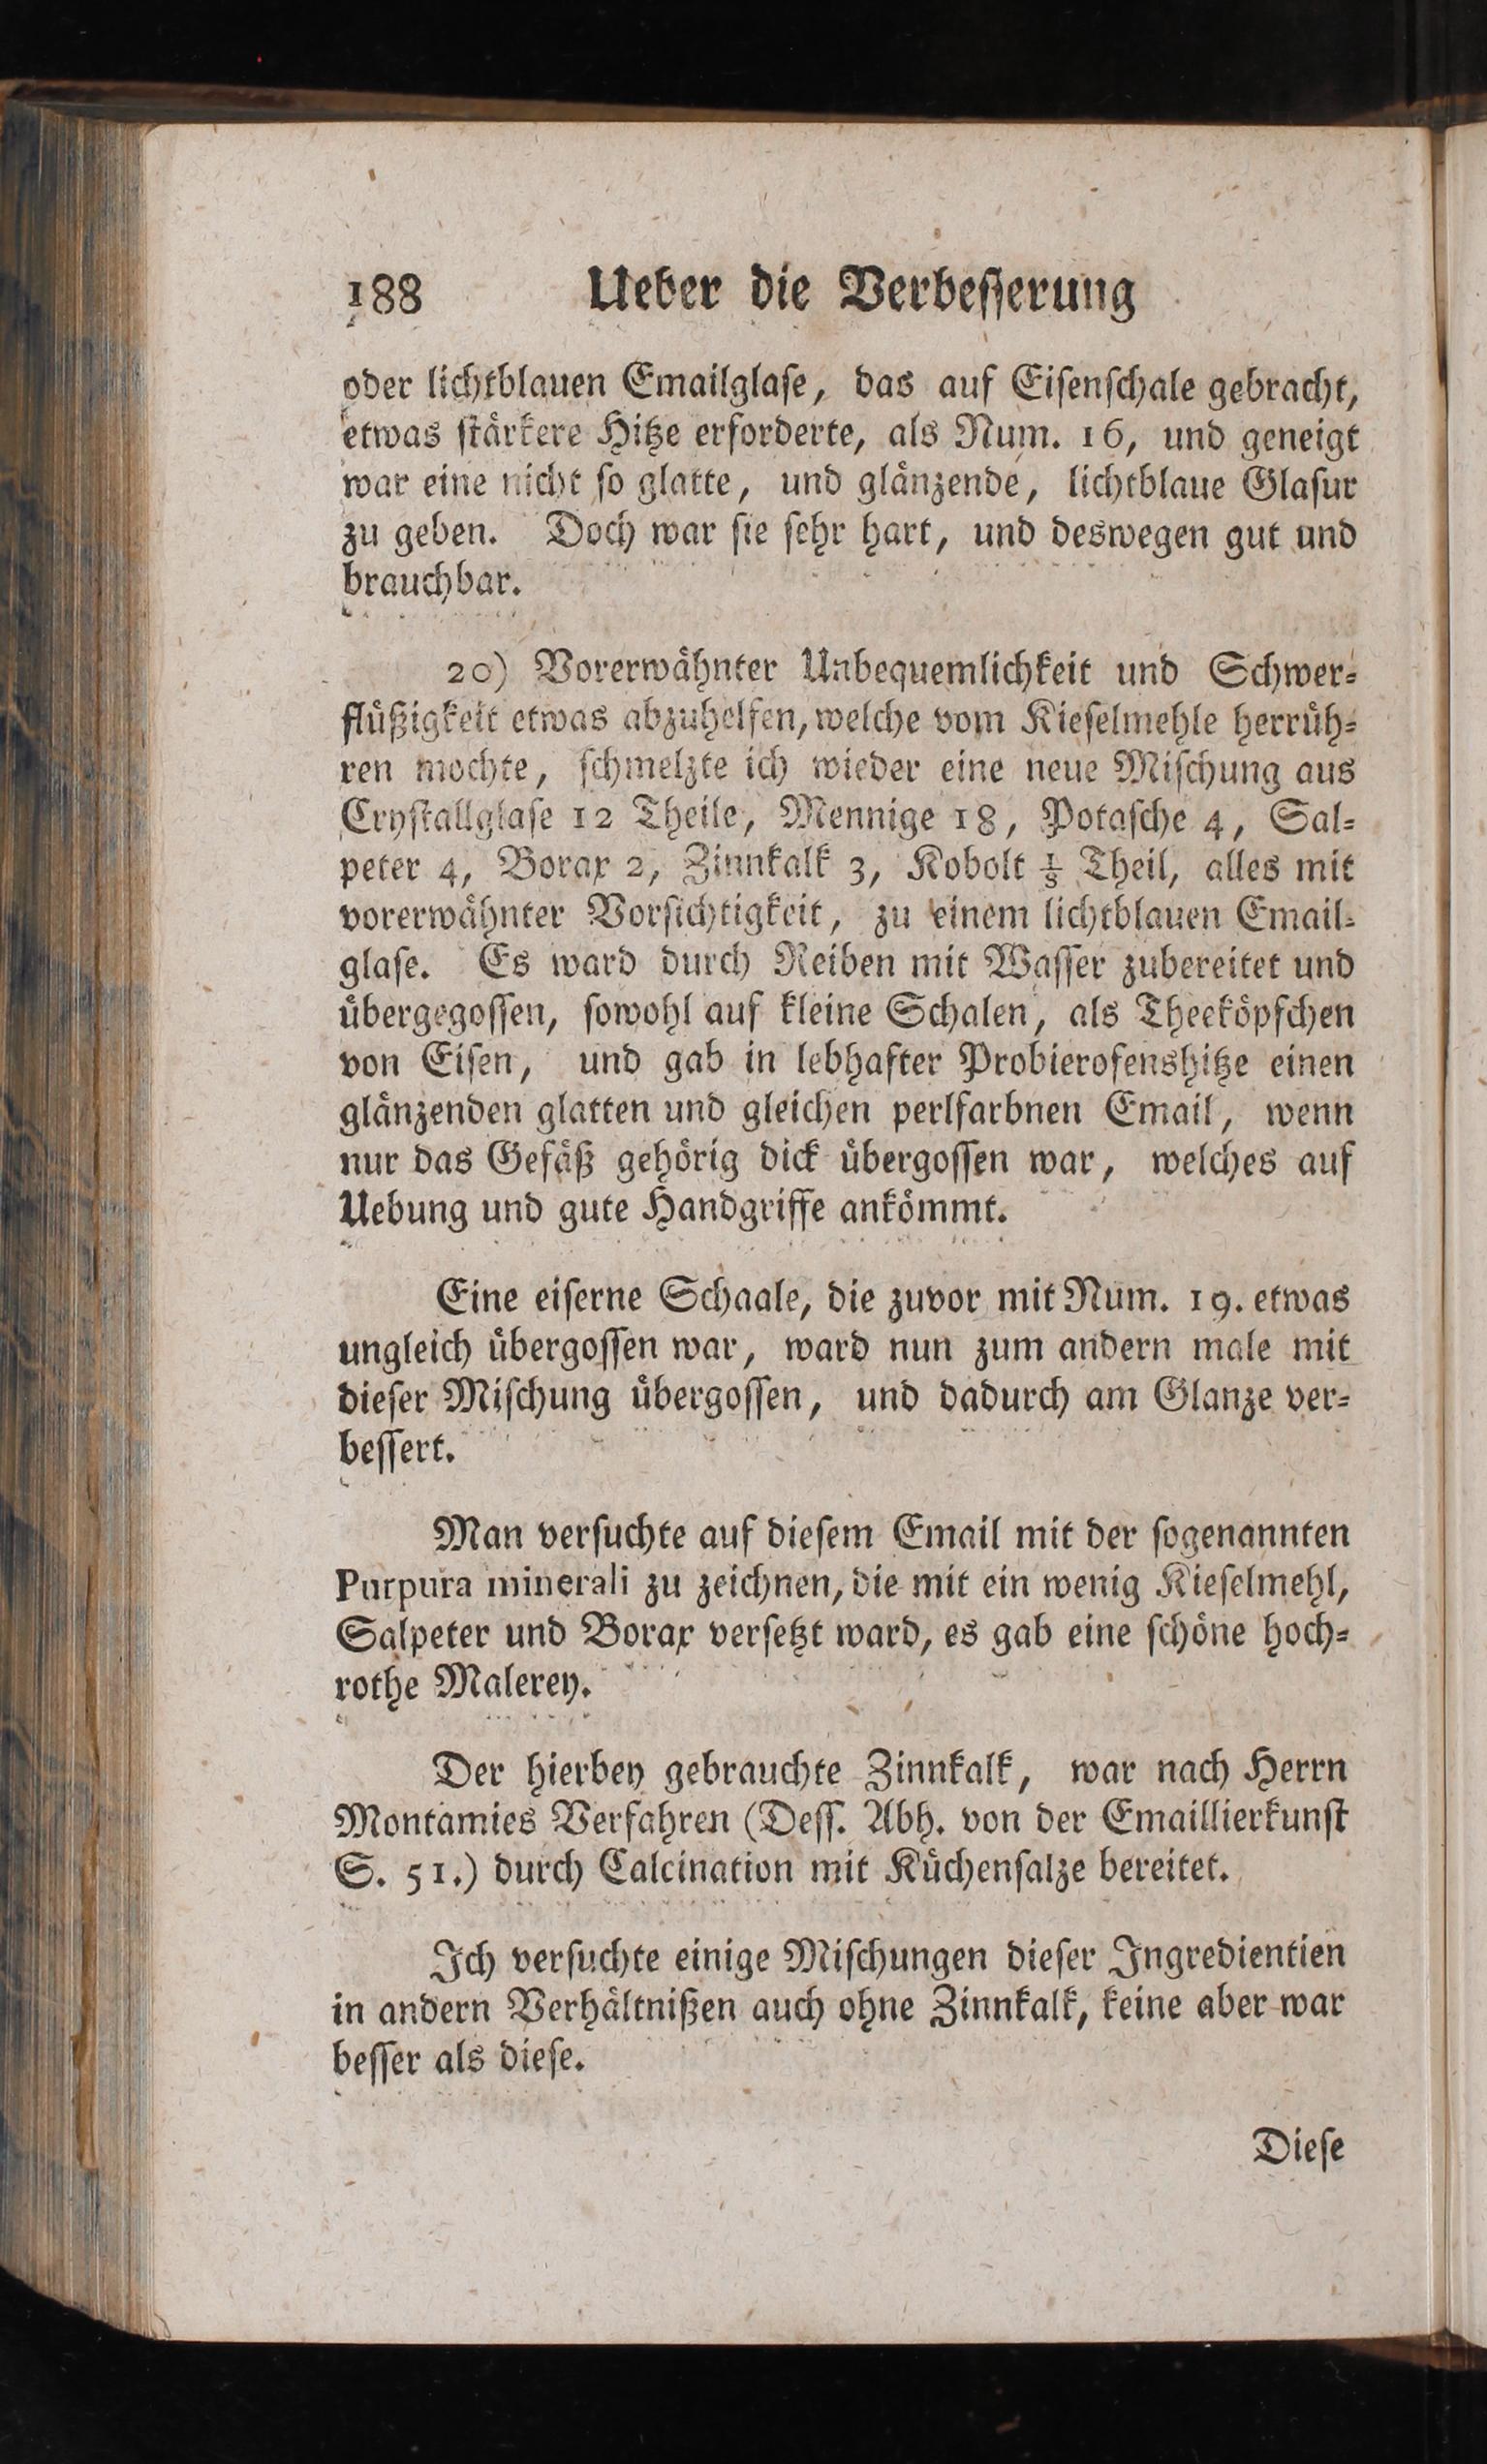 188 Ueber die Verbesserung
oder lichtblauen Emailglaſe, das auf Eiſenſchale gebracht,
etwas ſtärkere Hitze erforderte, als Num. 16, und geneigt
war eine nicht ſo glatte, und glänzende, lichtblaue Glaſur
zu geben. Doch war ſie ſehr hart, und deswegen gut und
brauchbar.
20) Vorerwähnter Unbequemlichkeit und Schwer-
flüßigkeit etwas abzuhelfen, welche vom Kieſelmehle herrüh-
ren mochte, ſchmelzte ich wieder eine neue Miſchung aus
Cryſtallglaſe 12 Theile, Mennige 18, Potaſche 4, Sal-
peter 4, Borax 2, Zinnkalk 3, Kobolt ⅕ Theil, alles mit
vorerwähnter Vorſichtigkeit, zu einem lichtblauen Email-
glaſe. Es ward durch Reiben mit Waſſer zubereitet und
übergegoſſen, ſowohl auf kleine Schalen, als Theeköpfchen
von Eiſen, und gab in lebhafter Probierofenshitze einen
glänzenden glatten und gleichen perlfarbnen Email, wenn
nur das Gefäß gehörig dick übergoſſen war, welches auf
Uebung und gute Handgriffe ankömmt.
Eine eiſerne Schaale, die zuvor mit Num. 19. etwas
ungleich übergoſſen war, ward nun zum andern male mit
dieſer Miſchung übergoſſen, und dadurch am Glanze ver-
beſſert.
Man verſuchte auf dieſem Email mit der ſogenannten
Purpura minerali zu zeichnen, die mit ein wenig Kieſelmehl,
Salpeter und Borax verſetzt ward, es gab eine ſchöne hoch-
rothe Malerey.
Der hierbey gebrauchte Zinnkalk, war nach Herrn
Montamies Verfahren (Deſſ. Abh. von der Emaillierkunſt
S. 51.) durch Calcination mit Küchenſalze bereitet.
Ich verſuchte einige Miſchungen dieſer Ingredientien
in andern Verhältnißen auch ohne Zinnkalk, keine aber war
beſſer als dieſe.
Dieſe